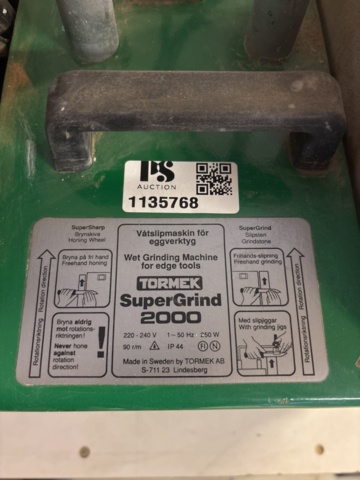 PS
AUCTION
1135768
SuperSharp
Brynskiva
Honing Wheel
Bryna på fri hand
Freehand honing
Bryna aldrig
mot rotations-
riktningen!
Never hone
against
rotation
direction!
!
Rotationsriktning
Rotation direction
Våtslipmaskin för
eggverktyg
Wet Grinding Machine
for edge tools
TORMEK
SuperGrind
2000
220-240 V 1~50 Hz 250 W
90 r/m IP 44 N
Made in Sweden by TORMEK AB
S-711 23 Lindesberg
SuperGrind
Slipsten
Grindstone
Frihands-slipning
Freehand grinding
Med slipjiggar
With grinding jigs
Rotationsriktning
Rotation direction